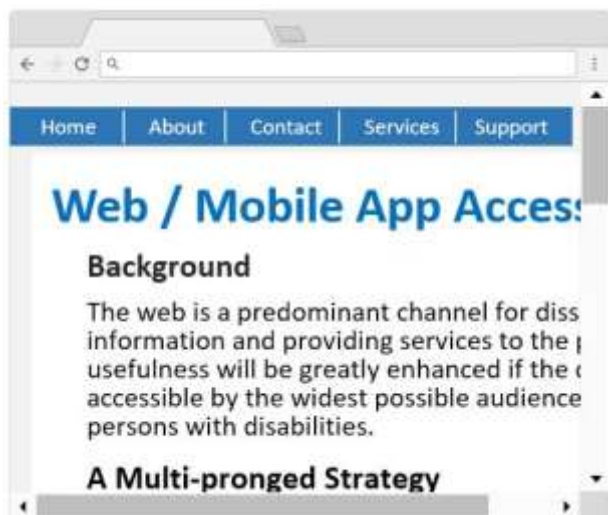 Home About Contact Services Support
Web / Mobile App Access
Background
The web is a predominant channel for diss
information and providing services to the p
usefulness will be greatly enhanced if the c
accessible by the widest possible audience
persons with disabilities.
A Multi-pronged Strategy